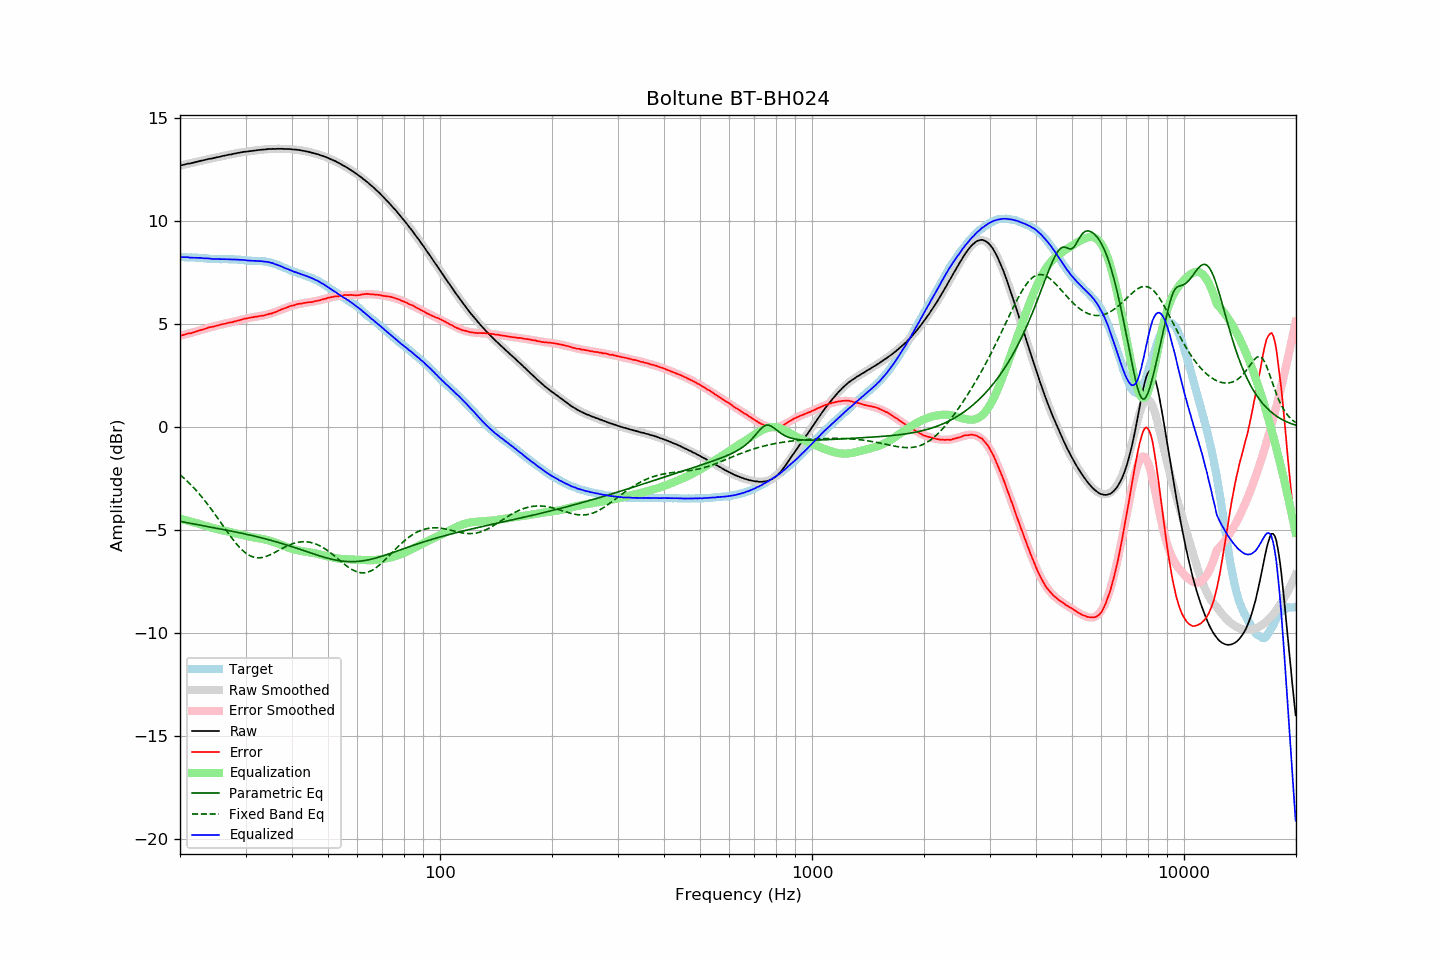 Boltune BT-BH024
15
10
5
0
−5
−10
−15
−20
Amplitude (dBr)
Target
Raw Smoothed
Error Smoothed
Raw
Error
Equalization
Parametric Eq
Fixed Band Eq
Equalized
100
1000
10000
Frequency (Hz)